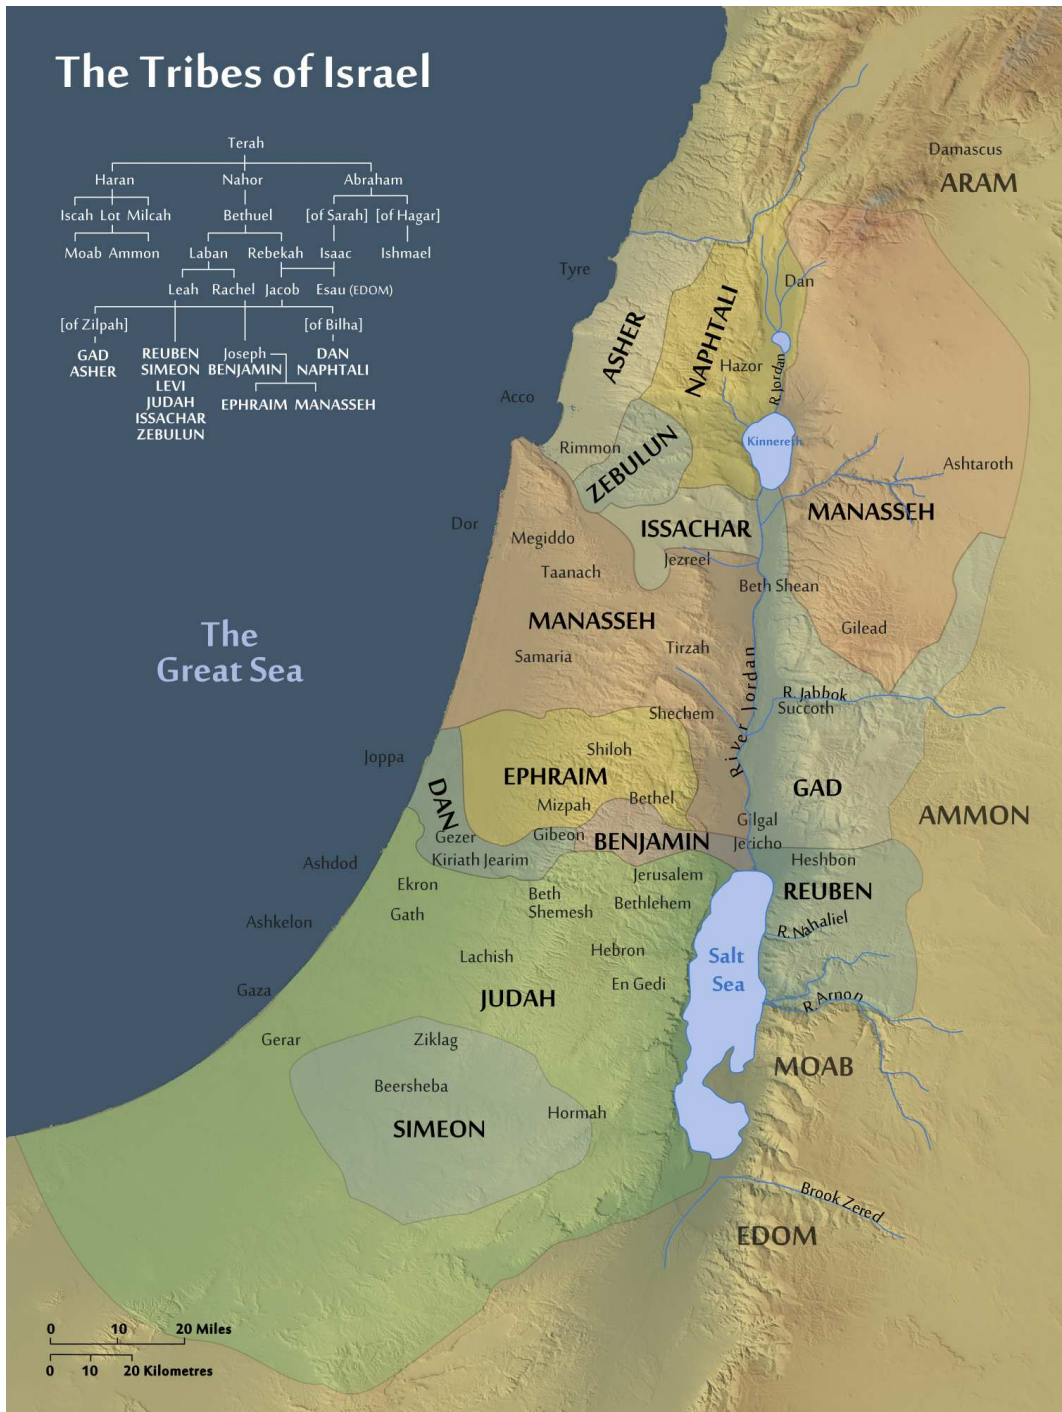 The Tribes of Israel
Terah
Haran Nahor Abraham
Iscah Lot Milcah Bethuel [of Sarah] [of Hagar]
Moab Ammon Laban Rebekah Isaac Ishmael
Leah Rachel Jacob Esau (EDOM)
[of Zilpah] [of Bilha]
GAD
ASHER
REUBEN
SIMEON
LEVI
JUDAH
ISSACHAR
ZEBULUN
Joseph
BENJAMIN
DAN
NAPHTALI
EPHRAIM MANASSEH
Damascus
ARAM
Tyre
Dan
ASHER
NAPHTALI
Hazor
R. Jordan
Acco
Rimmon
ZEBULUN
Kinnereth
Ashtaroth
MANASSEH
Dor
Megiddo
ISSACHAR
Jezreel
Taanach
Beth Shean
MANASSEH
Gilead
Samaria
Tirzah
The
Great Sea
River Jordan
R. Jabbok
Succoth
Shechem
Joppa
Shiloh
EPHRAIM
DAN
Mizpah
Bethel
GAD
AMMON
Gilgal
Gezer
Gibeon
BENJAMIN
Jericho
Kiriath Jearim
Heshbon
Ashdod
Jerusalem
Ekron
Beth
Shemesh
Bethlehem
REUBEN
Gath
Ashkelon
R. Nahaliel
Lachish
Hebron
Salt
Sea
En Gedi
Gaza
JUDAH
R. Arnon
Gerar
Ziklag
MOAB
Beersheba
Hormah
SIMEON
Brook Zered
EDOM
0 10 20 Miles
0 10 20 Kilometres